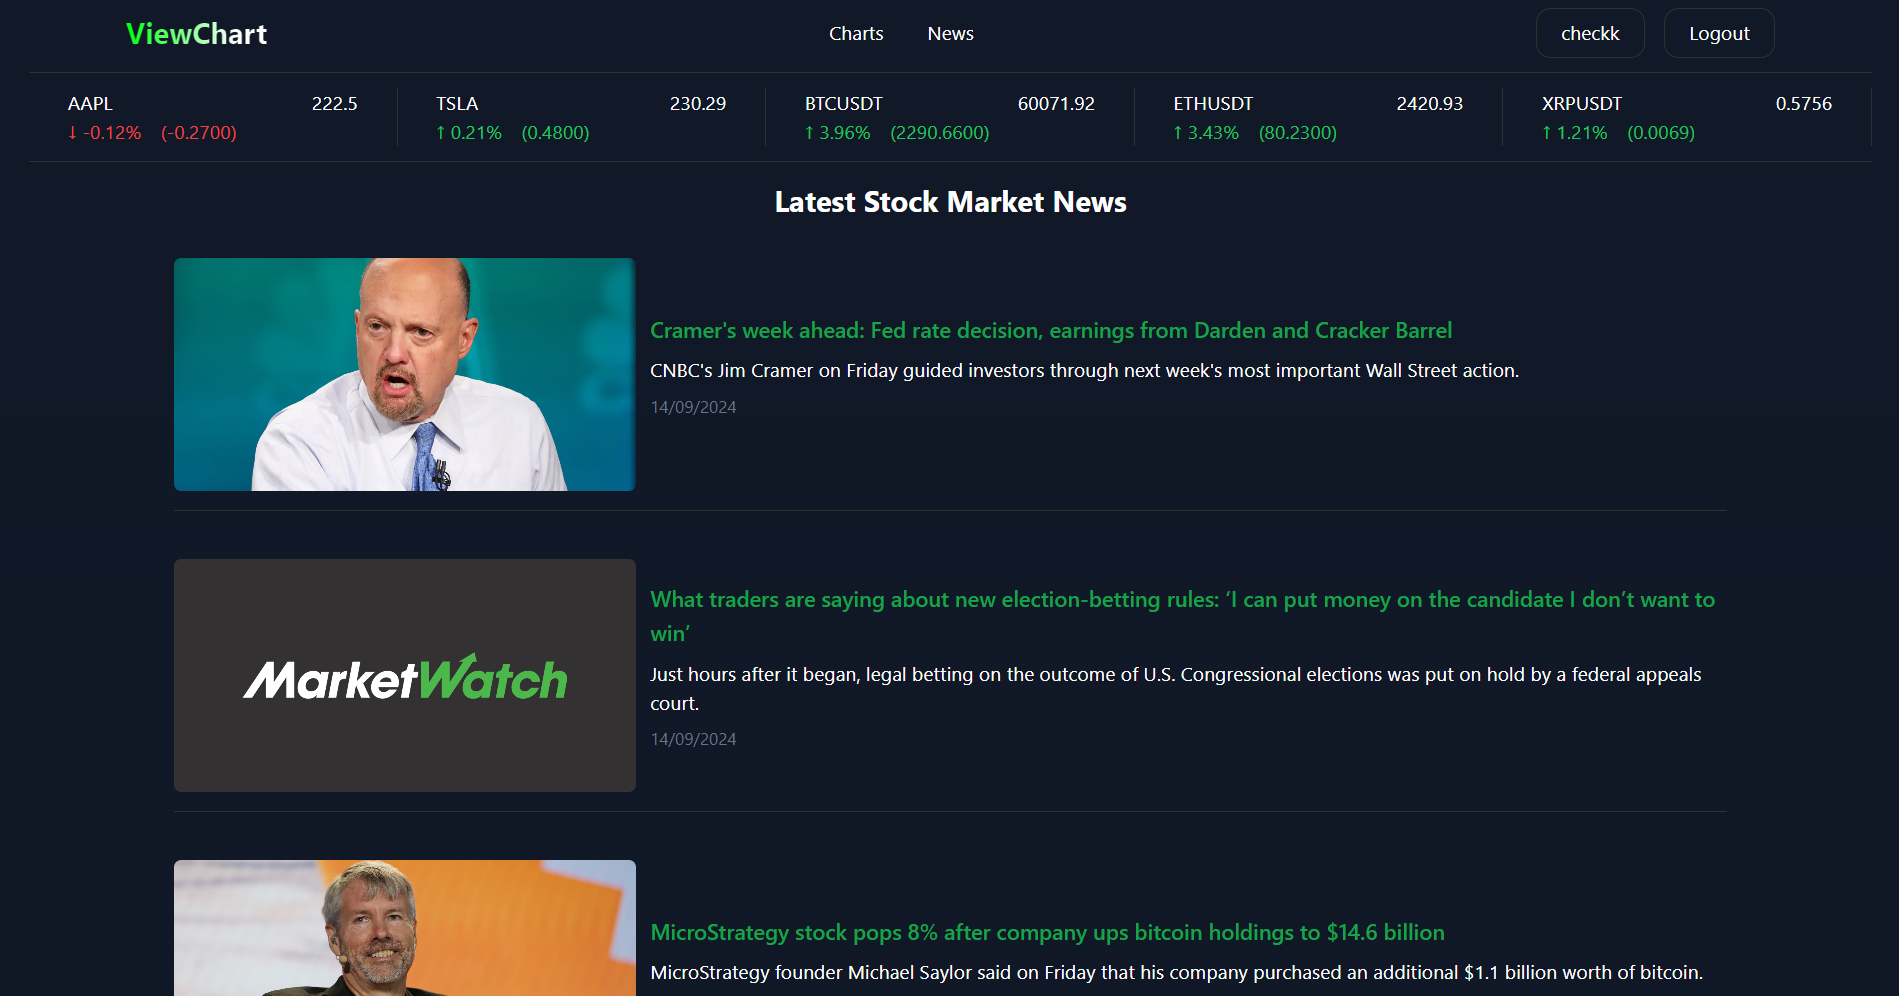 ViewChart
Charts
News
checkk
Logout
AAPL 222.5
↓ -0.12% (-0.2700)
TSLA 230.29
↑ 0.21% (0.4800)
BTCUSDT 60071.92
↑ 3.96% (2290.6600)
ETHUSDT 2420.93
↑ 3.43% (80.2300)
XRPUSDT 0.5756
↑ 1.21% (0.0069)
Latest Stock Market News
Cramer's week ahead: Fed rate decision, earnings from Darden and Cracker Barrel
CNBC's Jim Cramer on Friday guided investors through next week's most important Wall Street action.
14/09/2024
MarketWatch
What traders are saying about new election-betting rules: ‘I can put money on the candidate I don’t want to
win’
Just hours after it began, legal betting on the outcome of U.S. Congressional elections was put on hold by a federal appeals
court.
14/09/2024
MicroStrategy stock pops 8% after company ups bitcoin holdings to $14.6 billion
MicroStrategy founder Michael Saylor said on Friday that his company purchased an additional $1.1 billion worth of bitcoin.